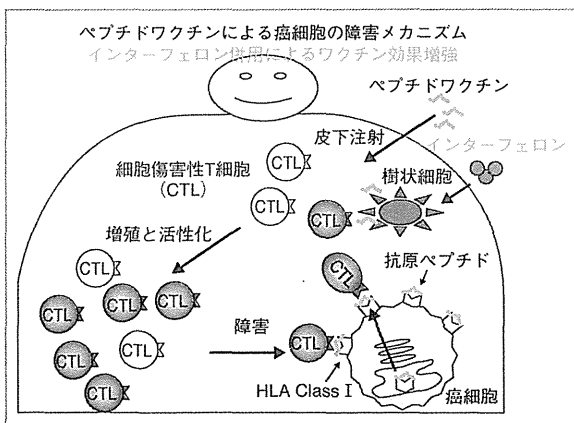 ペプチドワクチンによる癌細胞の障害メカニズム
インターフェロン併用によるワクチン効果増強
ペプチドワクチン
皮下注射
インターフェロン
細胞傷害性T細胞
(CTL)
CTL
CTL
樹状細胞
CTL
増殖と活性化
抗原ペプチド
CTL
CTL
CTL
CTL
CTL
障害
CTL
CTL
CTL
CTL
HLA Class I
癌細胞